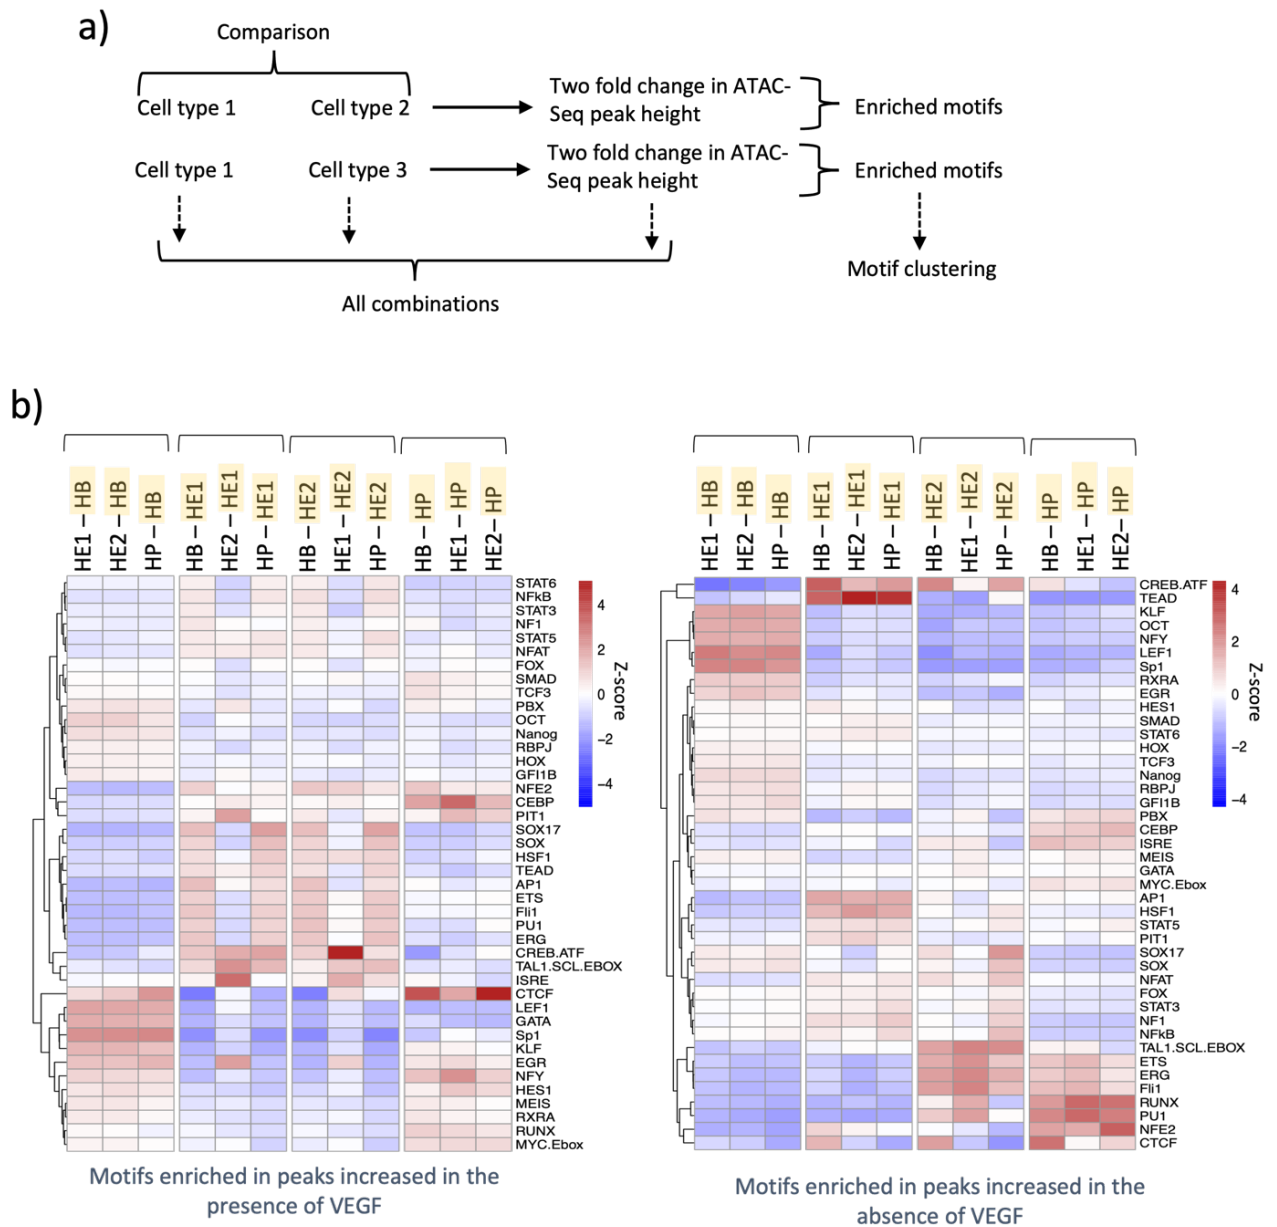 a)
Comparison
Cell type 1
Cell type 2
Two fold change in ATAC-
Seq peak height
Enriched motifs
Cell type 1
Cell type 3
Two fold change in ATAC-
Seq peak height
Enriched motifs
Motif clustering
All combinations
b)
HE1 – HB
HE2 – HB
HP – HB
HB – HE1
HE2 – HE1
HP – HE1
HB – HE2
HE1 – HE2
HP – HE2
HB – HP
HE1 – HP
HE2– HP
STAT6
NFkB
STAT3
NF1
STAT5
NFAT
FOX
SMAD
TCF3
PBX
OCT
Nanog
RBPJ
HOX
GFI1B
NFE2
CEBP
PIT1
SOX17
SOX
HSF1
TEAD
AP1
ETS
Fli1
PU1
ERG
CREB.ATF
TAL1.SCL.EBOX
ISRE
CTCF
LEF1
GATA
Sp1
KLF
EGR
NFY
HES1
MEIS
RXRA
RUNX
MYC.Ebox
4
2
0
−2
−4
Z-score
Motifs enriched in peaks increased in the
presence of VEGF
HE1 – HB
HE2 – HB
HP – HB
HB – HE1
HE2 – HE1
HP – HE1
HB – HE2
HE1 – HE2
HP – HE2
HB – HP
HE1 – HP
HE2– HP
CREB.ATF
TEAD
KLF
OCT
NFY
LEF1
Sp1
RXRA
EGR
HES1
SMAD
STAT6
HOX
TCF3
Nanog
RBPJ
GFI1B
PBX
CEBP
ISRE
MEIS
GATA
MYC.Ebox
AP1
HSF1
STAT5
PIT1
SOX17
SOX
NFAT
FOX
STAT3
NF1
NFkB
TAL1.SCL.EBOX
ETS
ERG
Fli1
RUNX
PU1
NFE2
CTCF
4
2
0
−2
−4
Z-score
Motifs enriched in peaks increased in the
absence of VEGF